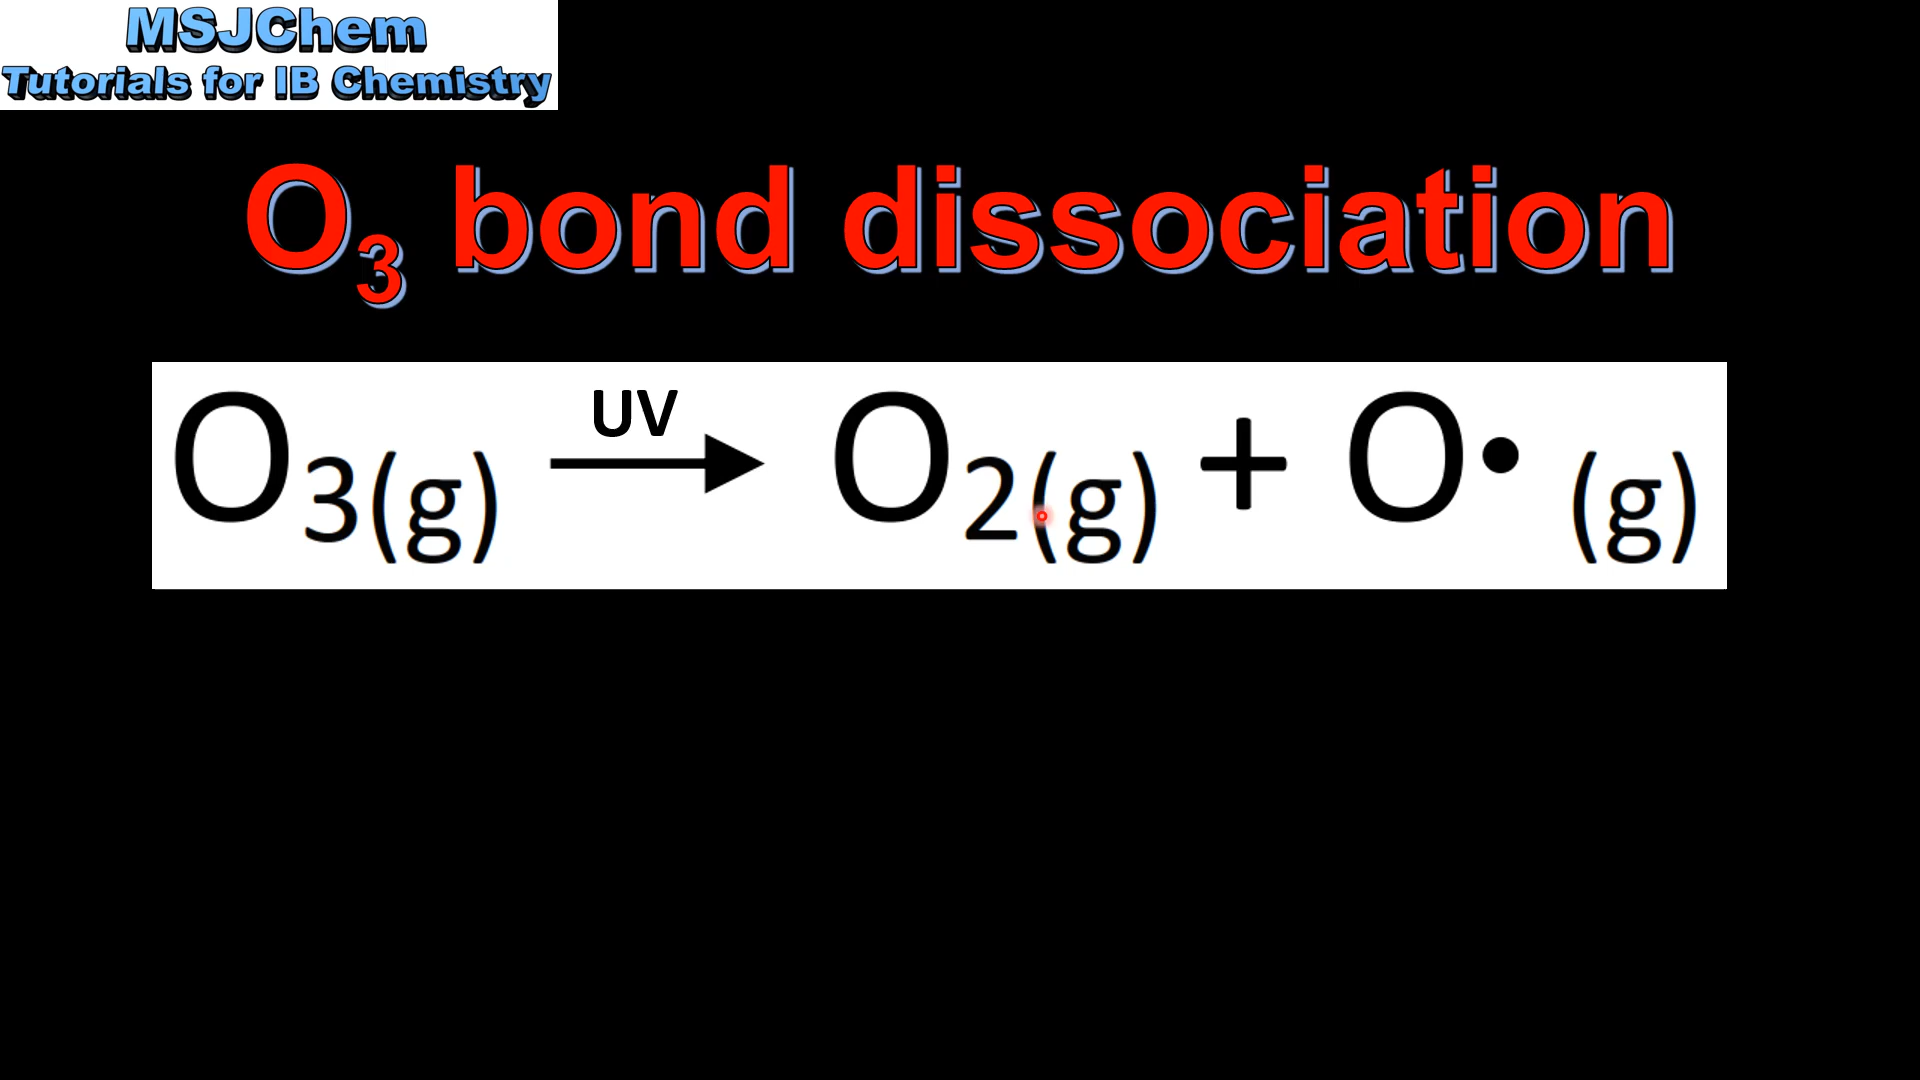 MSJChem
Tutorials for IB Chemistry
O₃ bond dissociation
UV
O₃(g) → O₂(g) + O• (g)